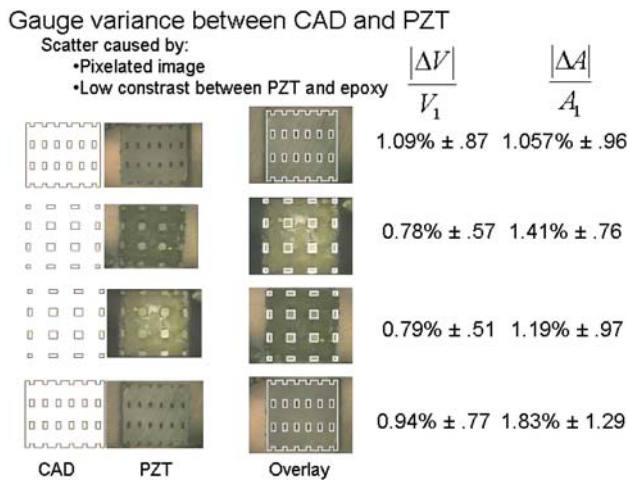 Gauge variance between CAD and PZT
Scatter caused by:
•Pixelated image
•Low constrast between PZT and epoxy
|ΔV| / V₁
|ΔA| / A₁
1.09% ± .87 1.057% ± .96
0.78% ± .57 1.41% ± .76
0.79% ± .51 1.19% ± .97
0.94% ± .77 1.83% ± 1.29
CAD PZT Overlay